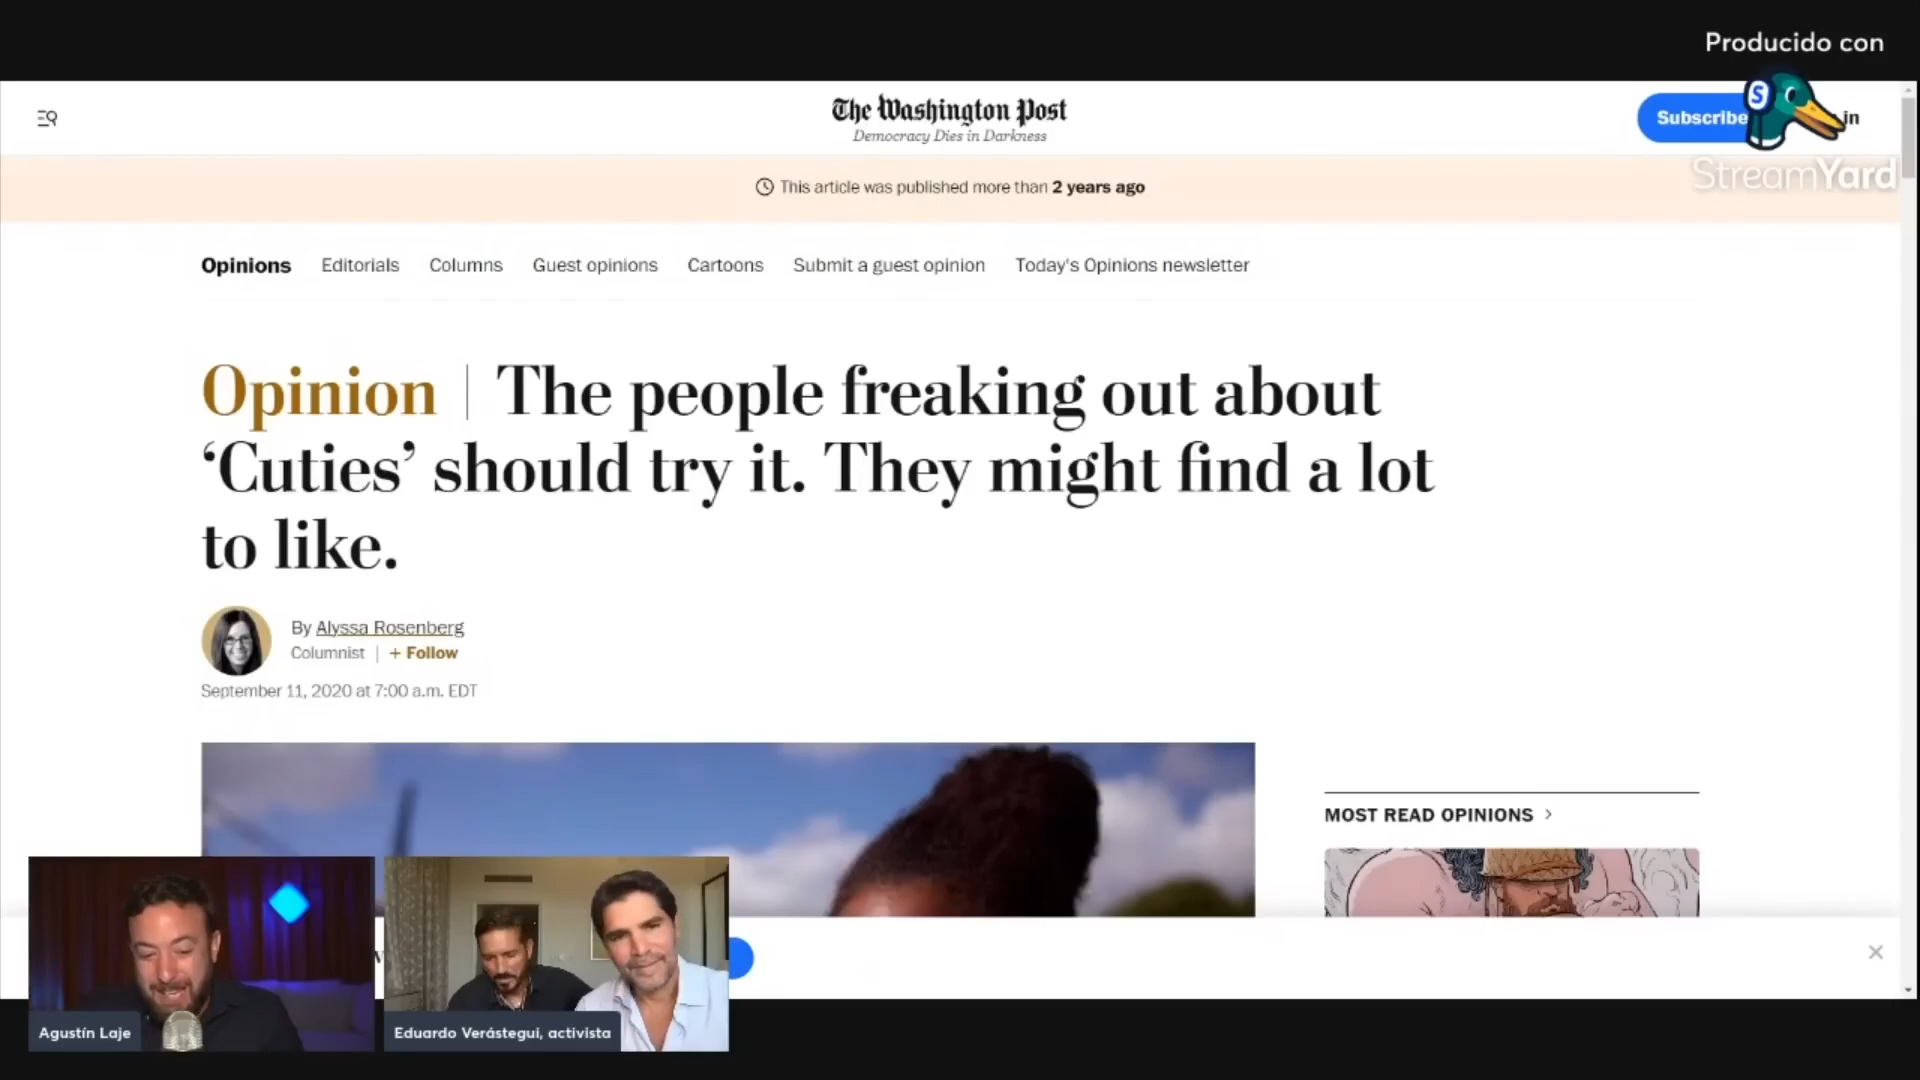 Producido con
The Washington Post
Democracy Dies in Darkness
Subscribe
in
StreamYard
This article was published more than 2 years ago
Opinions Editorials Columns Guest opinions Cartoons Submit a guest opinion Today's Opinions newsletter
Opinion | The people freaking out about
‘Cuties’ should try it. They might find a lot
to like.
By Alyssa Rosenberg
Columnist | + Follow
September 11, 2020 at 7:00 a.m. EDT
MOST READ OPINIONS >
Agustín Laje
Eduardo Verástegui, activista